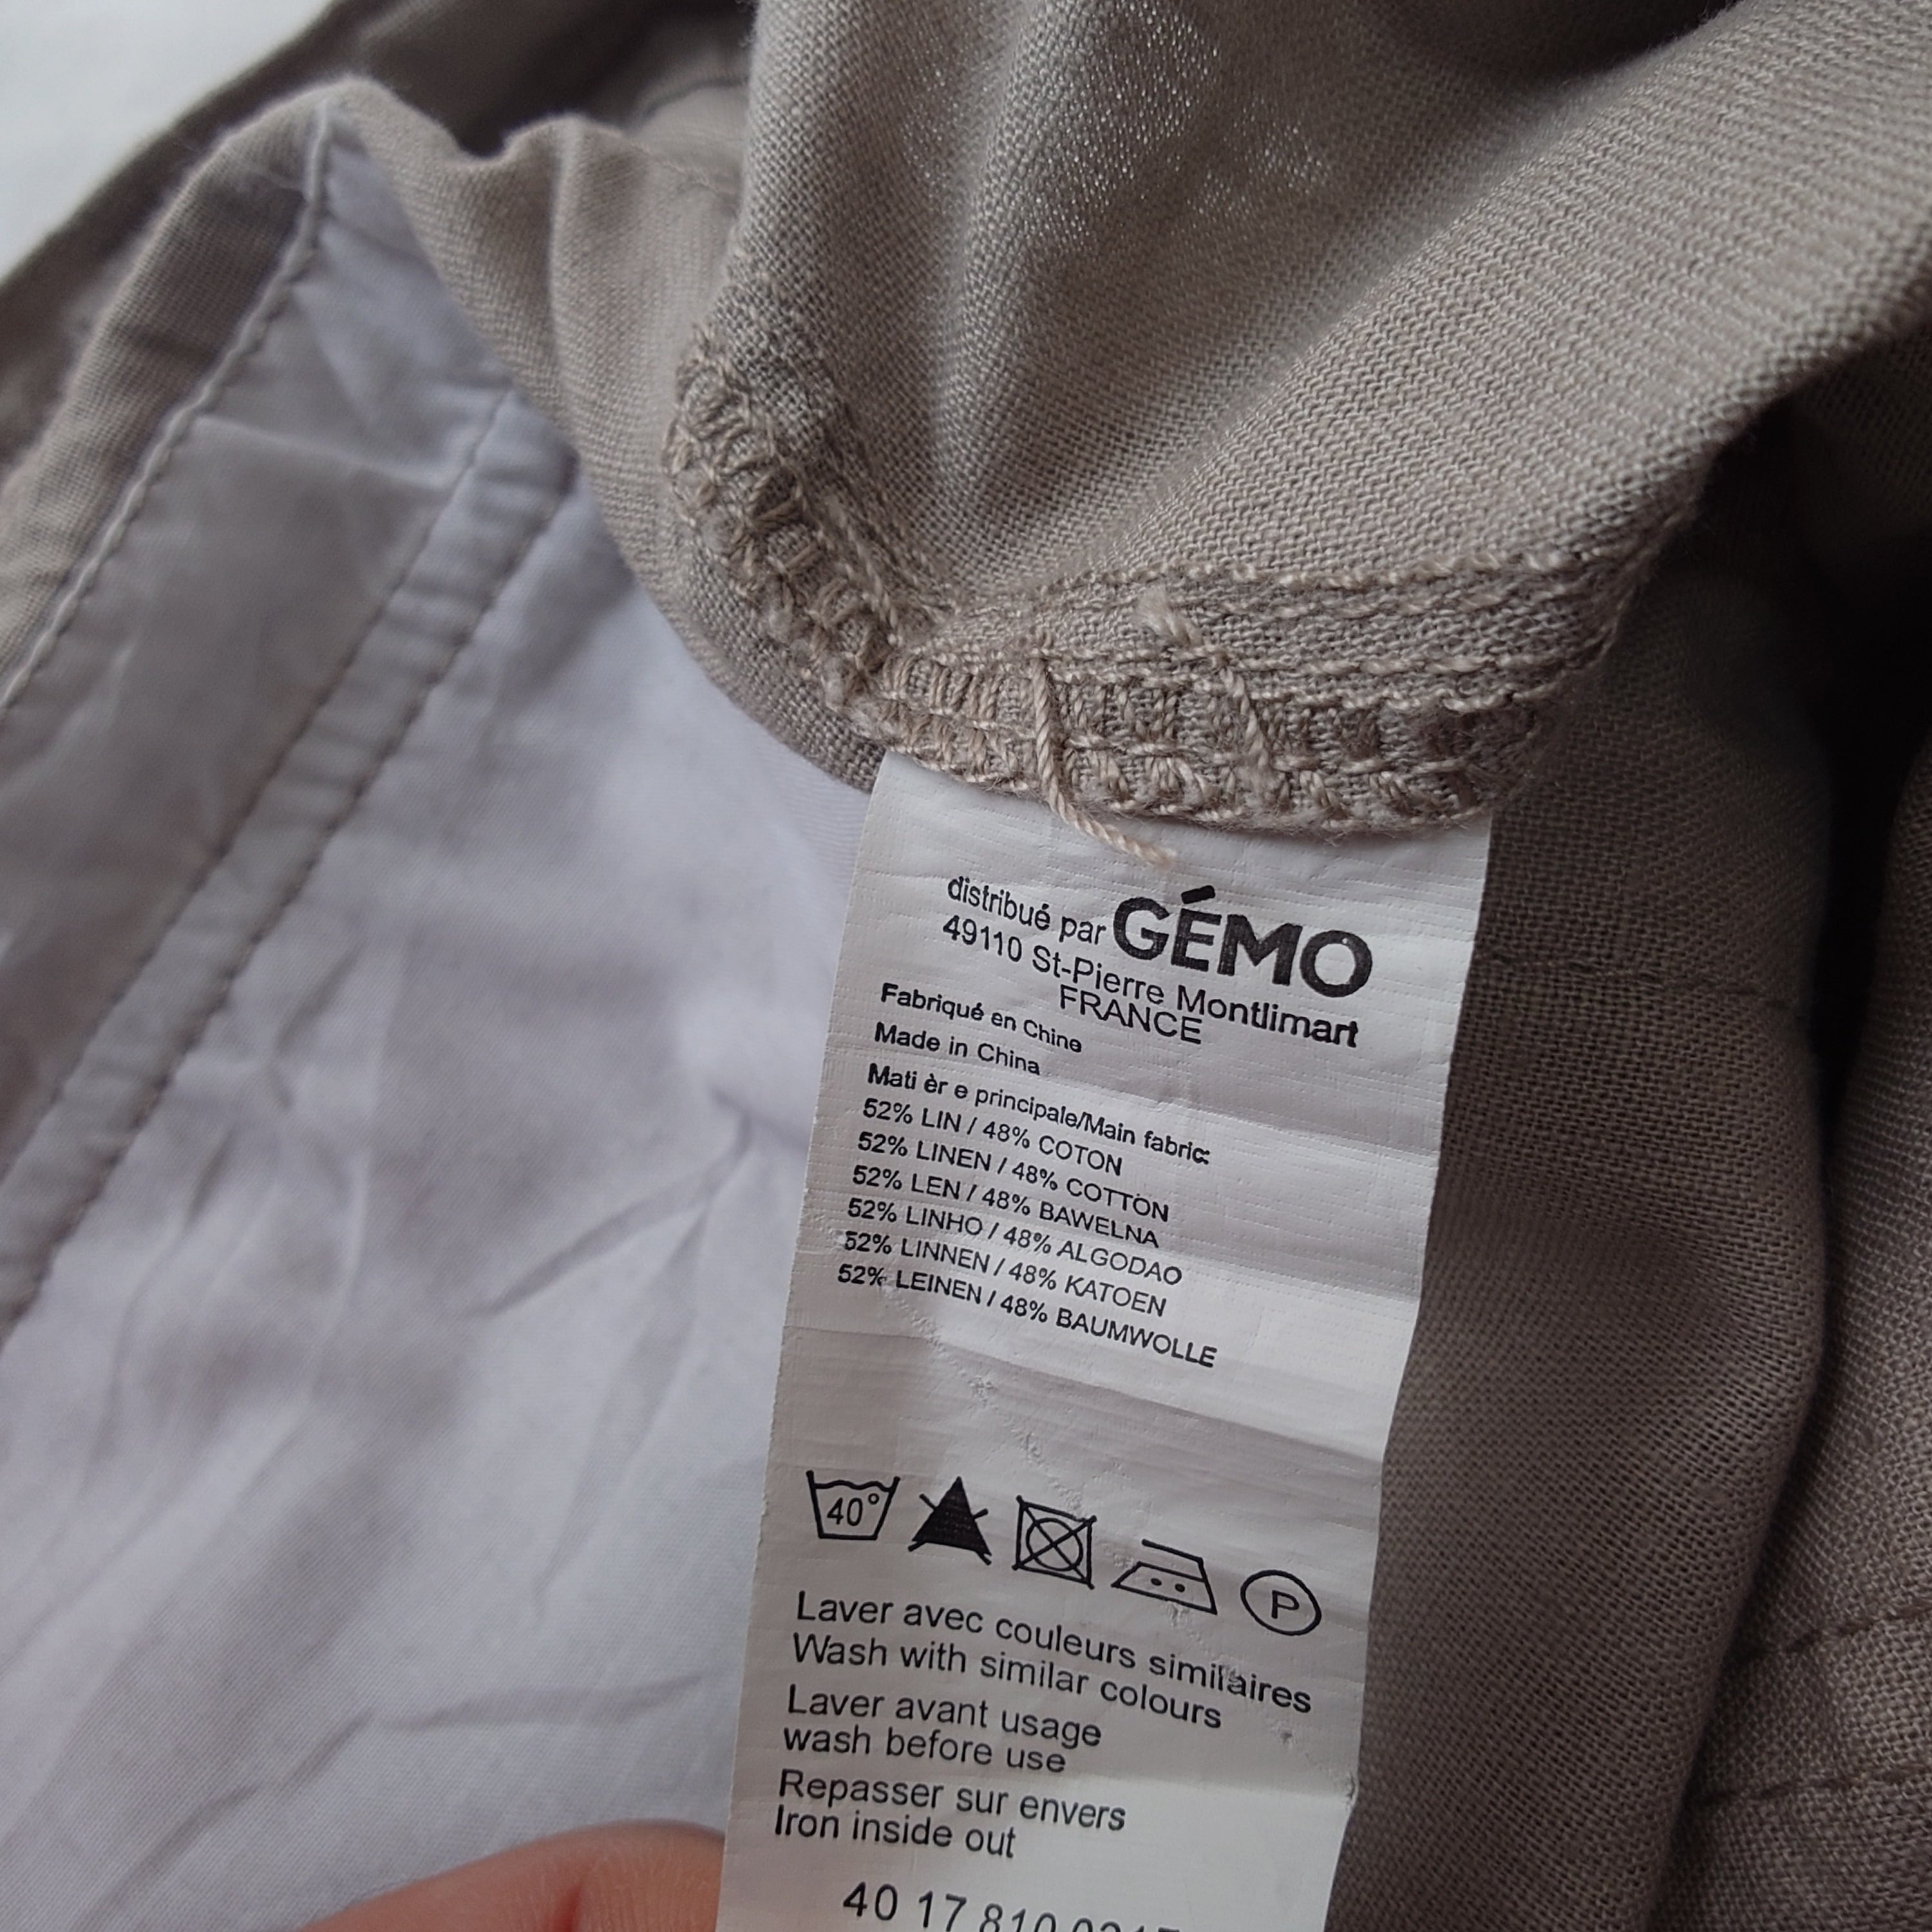 distribué par GÉMO
49110 St-Pierre Montlimart
FRANCE
Fabriqué en Chine
Made in China
Mati èr e principale/Main fabric:
52% LIN / 48% COTON
52% LINEN / 48% COTTON
52% LEN / 48% BAWELNA
52% LINHO / 48% ALGODAO
52% LINNEN / 48% KATOEN
52% LEINEN / 48% BAUMWOLLE
40°
P
Laver avec couleurs similaires
Wash with similar colours
Laver avant usage
wash before use
Repasser sur envers
Iron inside out
40 17 810